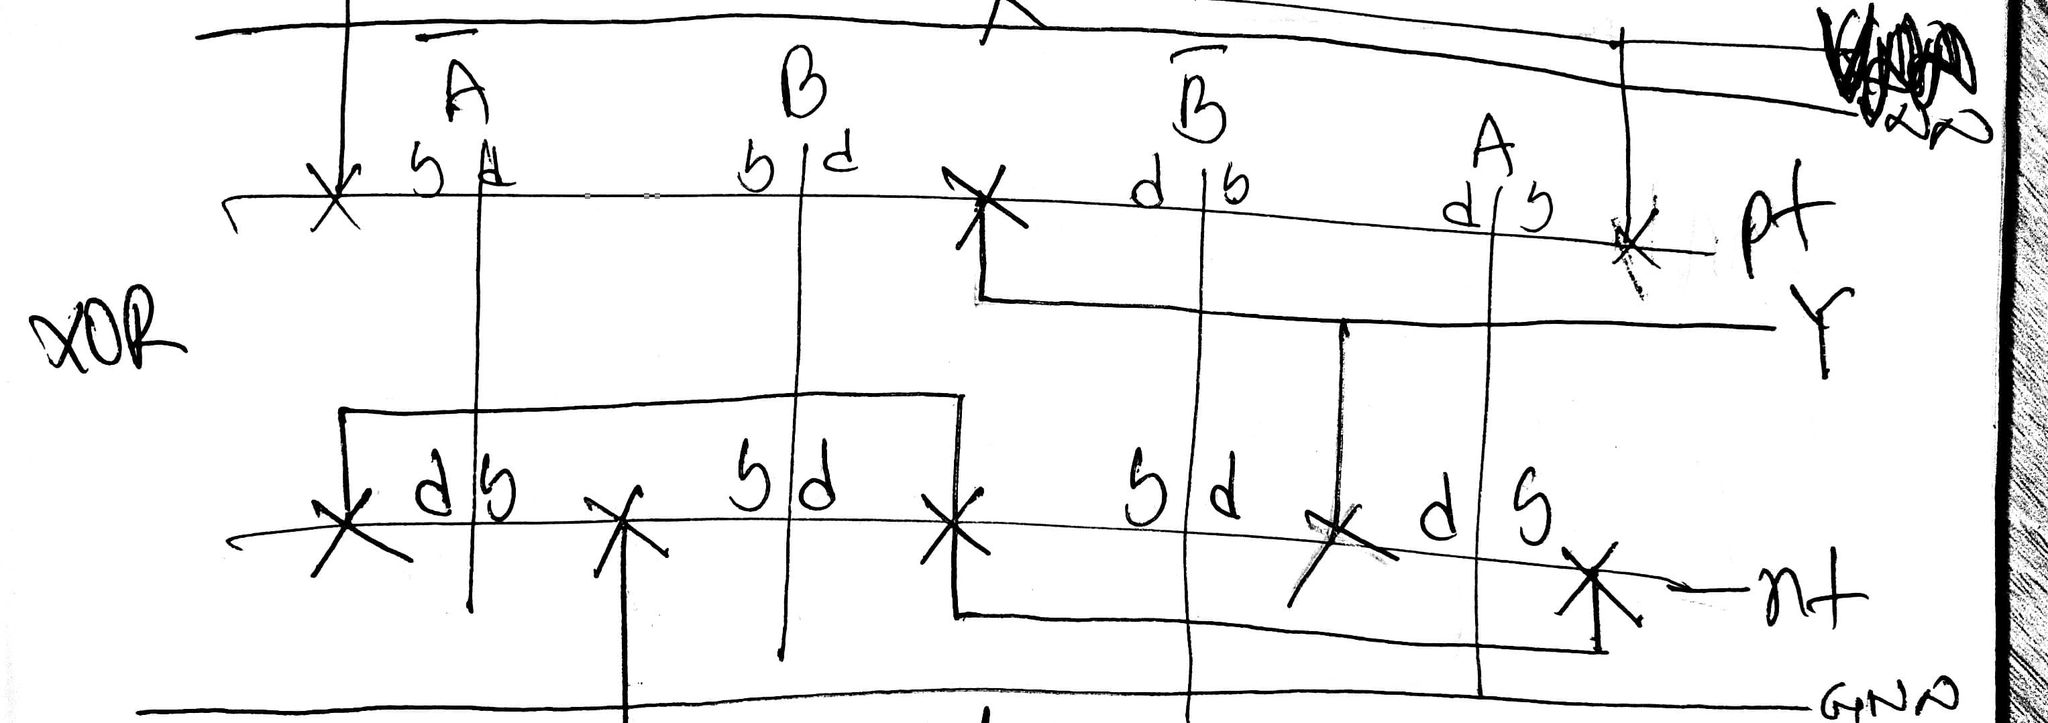 VDD
A̅ B B̅ A
s d s d d s d s
p+
Y
XOR
d s s d s d d s
n+
GND